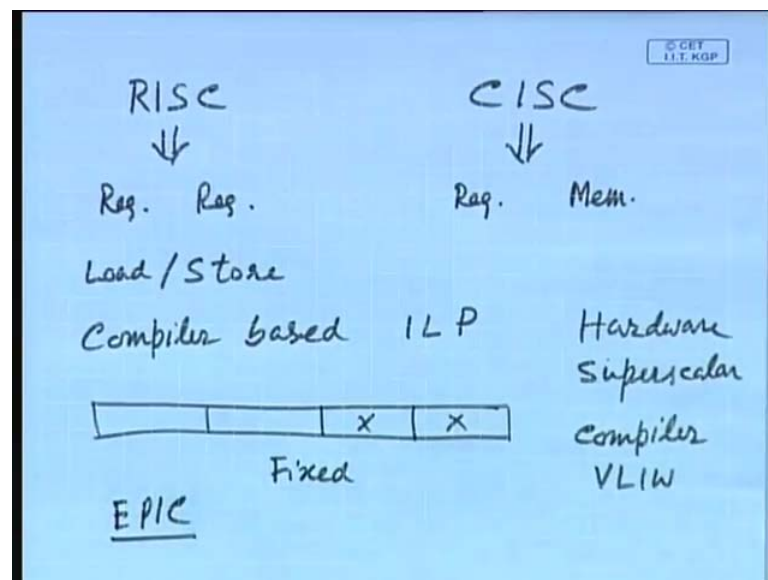 © CET
I.I.T. KGP
RISC CISC
⇓ ⇓
Reg. Reg. Reg. Mem.
Load/Store
Compiler based ILP Hardware
Superscalar
x x Compiler
Fixed VLIW
EPIC